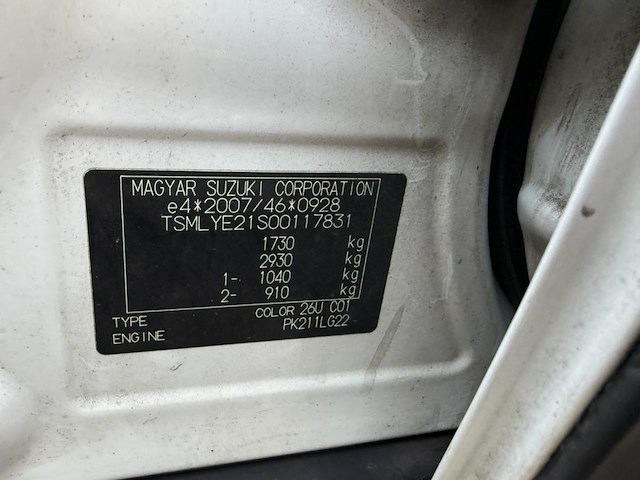 MAGYAR SUZUKI CORPORATION
e4*2007/46*0928
TSMLYE21S00117831
1730 kg
2930 kg
1- 1040 kg
2- 910 kg
COLOR 26U C01
TYPE PK211LG22
ENGINE